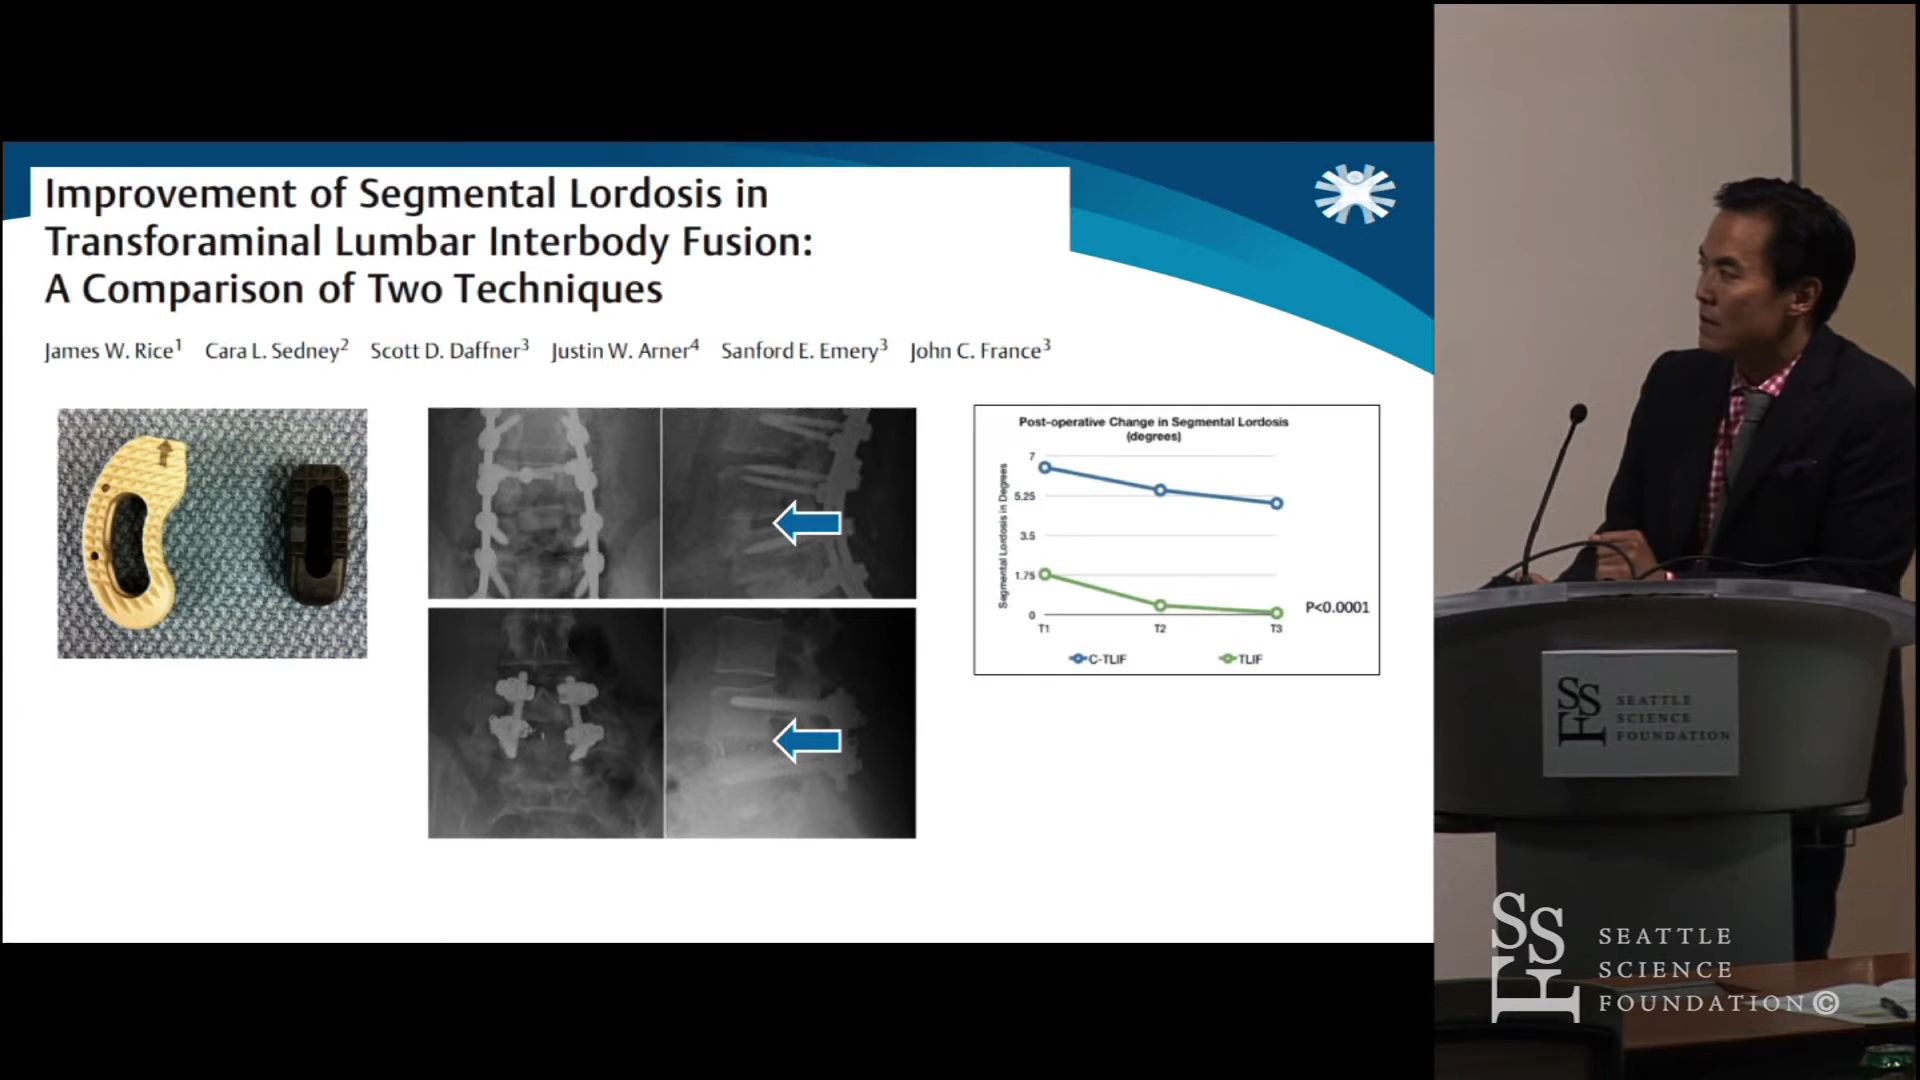 Improvement of Segmental Lordosis in
Transforaminal Lumbar Interbody Fusion:
A Comparison of Two Techniques
James W. Rice1 Cara L. Sedney2 Scott D. Daffner3 Justin W. Arner4 Sanford E. Emery3 John C. France3
Post-operative Change in Segmental Lordosis
(degrees)
Segmental Lordosis in Degrees
7
5.25
3.5
1.75
0
T1 T2 T3
P<0.0001
C-TLIF TLIF
SSF
SEATTLE
SCIENCE
FOUNDATION
SSF
SEATTLE
SCIENCE
FOUNDATION©